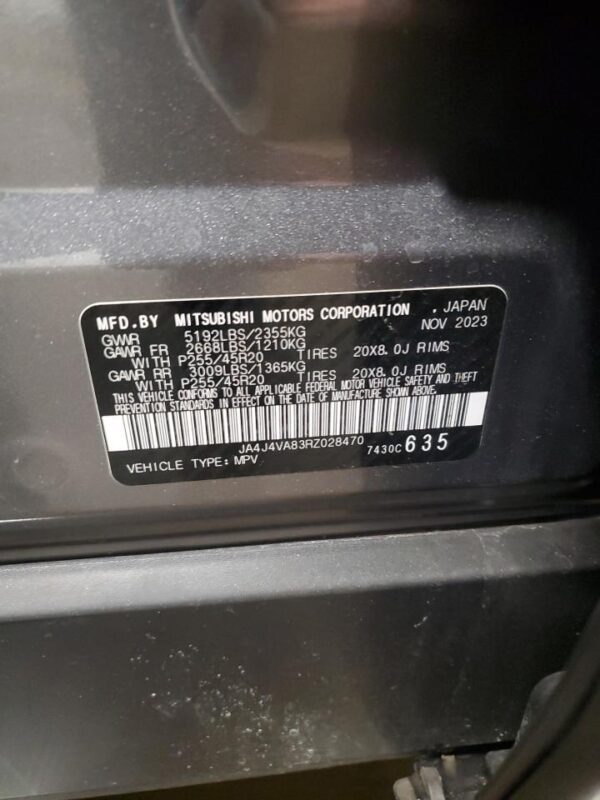 MFD.BY MITSUBISHI MOTORS CORPORATION , JAPAN
GVWR 5192LBS/2355KG NOV 2023
GAWR FR 2668LBS/1210KG
WITH P255/45R20 TIRES 20X8.0J RIMS
GAWR RR 3009LBS/1365KG
WITH P255/45R20 TIRES 20X8.0J RIMS
THIS VEHICLE CONFORMS TO ALL APPLICABLE FEDERAL MOTOR VEHICLE SAFETY AND THEFT
PREVENTION STANDARDS IN EFFECT ON THE DATE OF MANUFACTURE SHOWN ABOVE.
JA4J4VA83RZ028470 7430C 635
VEHICLE TYPE: MPV